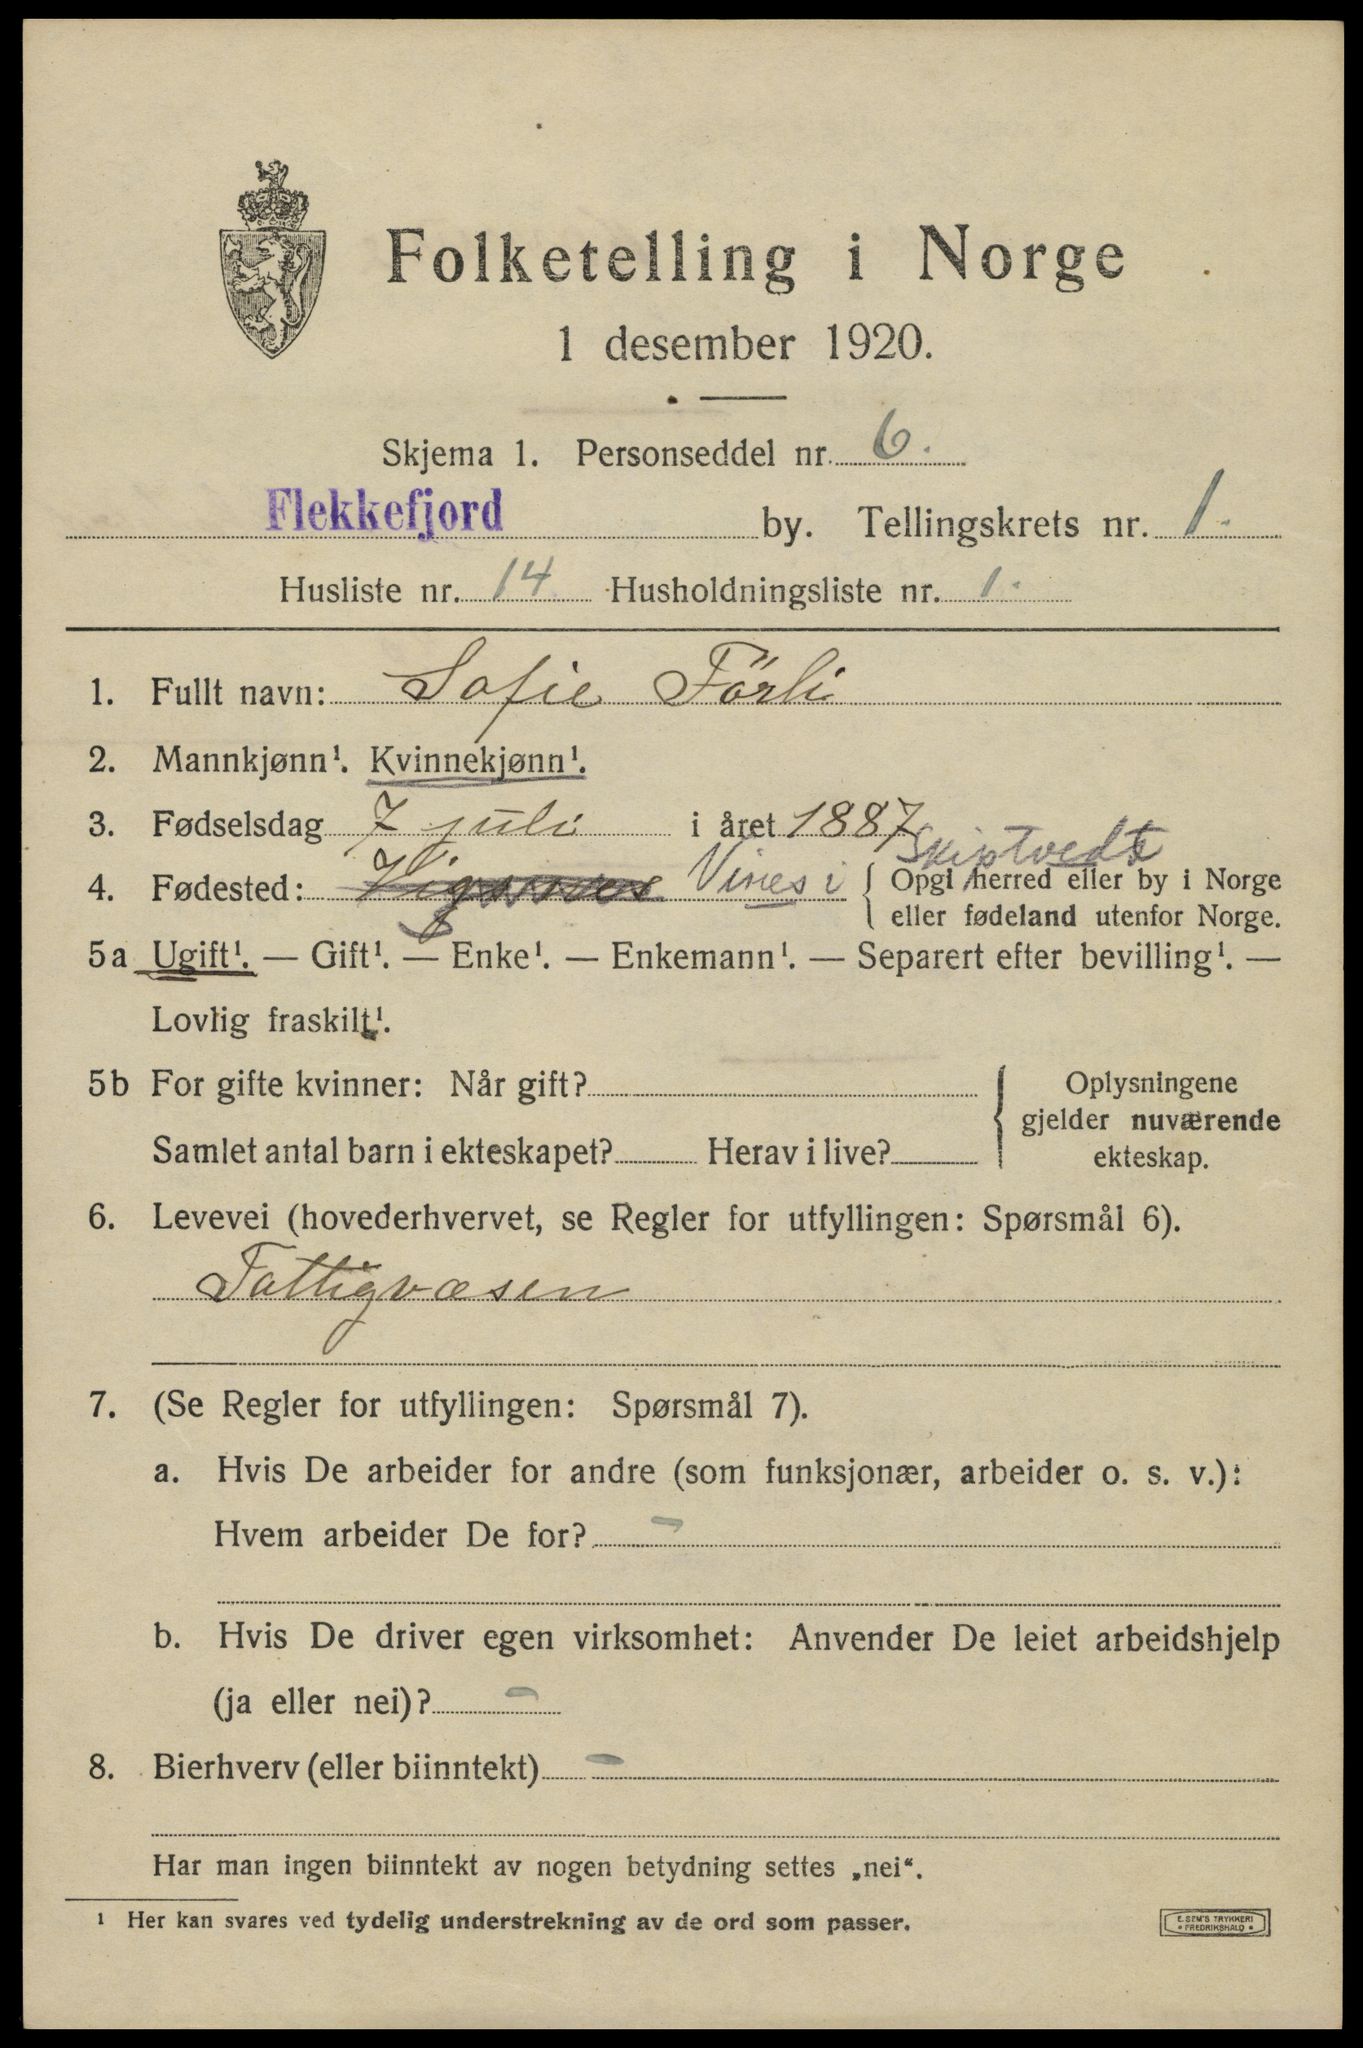 Folketelling i Norge
1 desember 1920.
Skjema 1. Personseddel nr. 6.
Flekkefjord by. Tellingskrets nr. 1.
Husliste nr. 14 Husholdningsliste nr. 1.
1. Fullt navn: Sofie Förli
2. Mannkjønn¹. Kvinnekjønn¹.
3. Fødselsdag 7 juli i året 1887
4. Fødested: Vines i Skiptvedt { Opgi herred eller by i Norge
eller fødeland utenfor Norge.
5a Ugift¹. — Gift¹. — Enke¹. — Enkemann¹. — Separert efter bevilling¹. —
Lovlig fraskilt¹.
5b For gifte kvinner: Når gift? { Oplysningene
gjelder nuværende
Samlet antal barn i ekteskapet? Herav i live? ekteskap.
6. Levevei (hovederhvervet, se Regler for utfyllingen: Spørsmål 6).
Fattigvæsen
7. (Se Regler for utfyllingen: Spørsmål 7).
a. Hvis De arbeider for andre (som funksjonær, arbeider o. s. v.):
Hvem arbeider De for? -
b. Hvis De driver egen virksomhet: Anvender De leiet arbeidshjelp
(ja eller nei)? -
8. Bierhverv (eller biinntekt) -
Har man ingen biinntekt av nogen betydning settes „nei“.
¹ Her kan svares ved tydelig understrekning av de ord som passer.
E. SEM'S TRYKKERI
* FREDRIKSHALD *